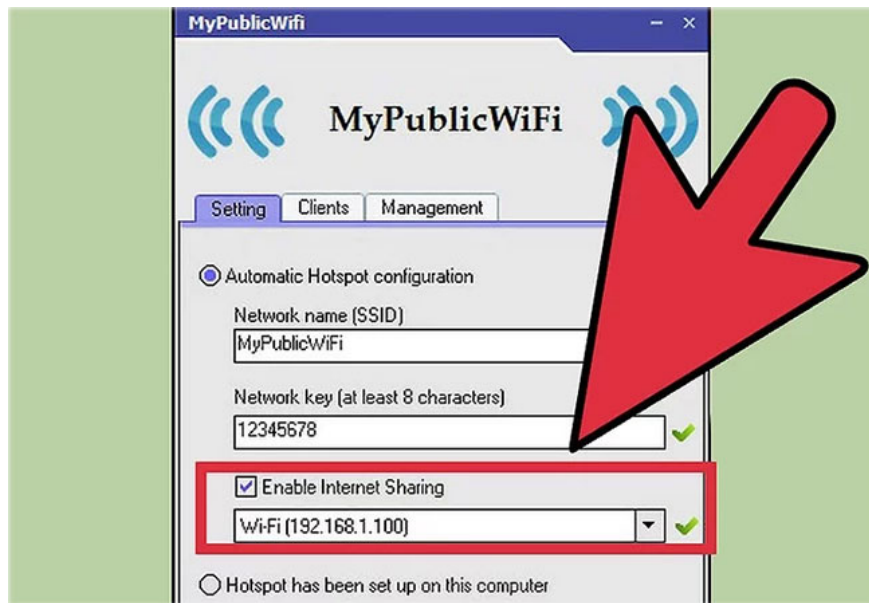 MyPublicWifi
MyPublicWiFi
Setting Clients Management
Automatic Hotspot configuration
Network name (SSID)
MyPublicWiFi
Network key (at least 8 characters)
12345678
Enable Internet Sharing
Wi-Fi (192.168.1.100)
Hotspot has been set up on this computer